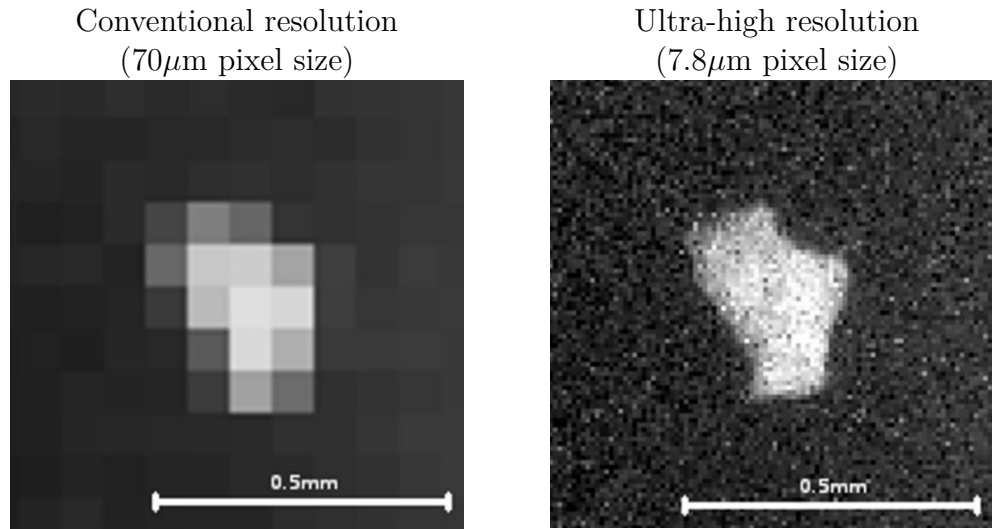 Conventional resolution
(70μm pixel size)
Ultra-high resolution
(7.8μm pixel size)
0.5mm
0.5mm